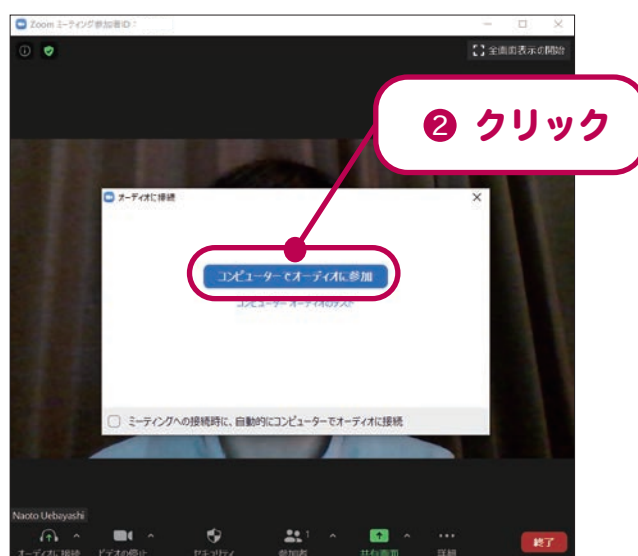 Zoom ミーティング参加者ID:
全画面表示の開始
❷ クリック
オーディオに接続
コンピューターでオーディオに参加
コンピューター オーディオのテスト
ミーティングへの接続時に、自動的にコンピューターでオーディオに接続
Naoto Uebayashi
1
オーディオに接続 ビデオの停止 セキュリティ 参加者 共有画面 詳細 終了